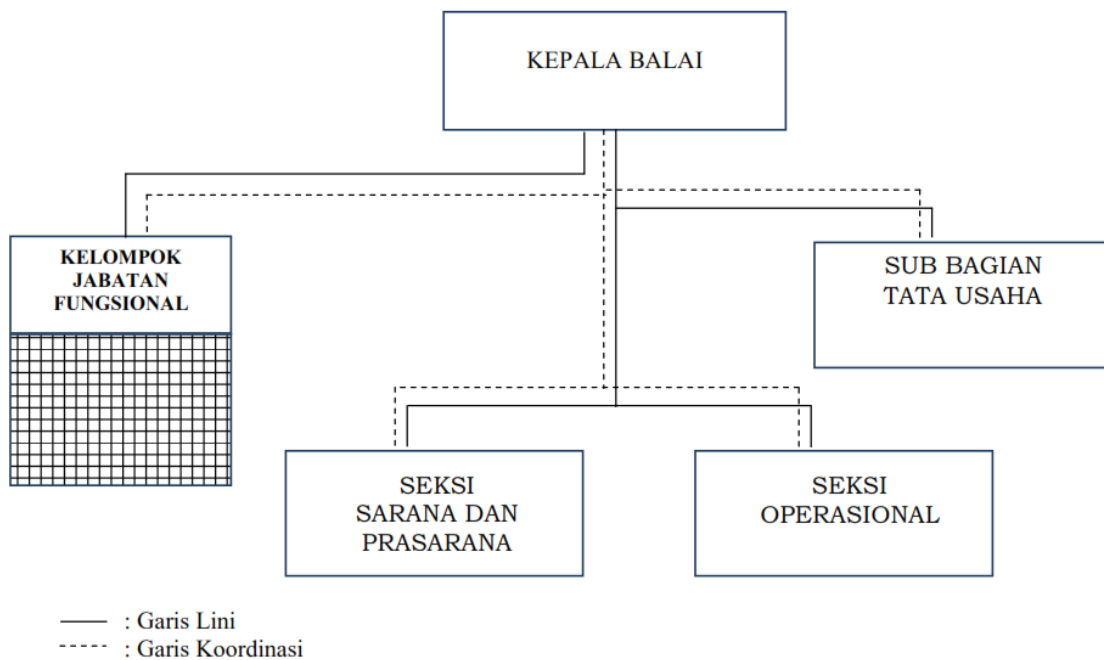 KEPALA BALAI
KELOMPOK
JABATAN
FUNGSIONAL
SUB BAGIAN
TATA USAHA
SEKSI
SARANA DAN
PRASARANA
SEKSI
OPERASIONAL
: Garis Lini
: Garis Koordinasi